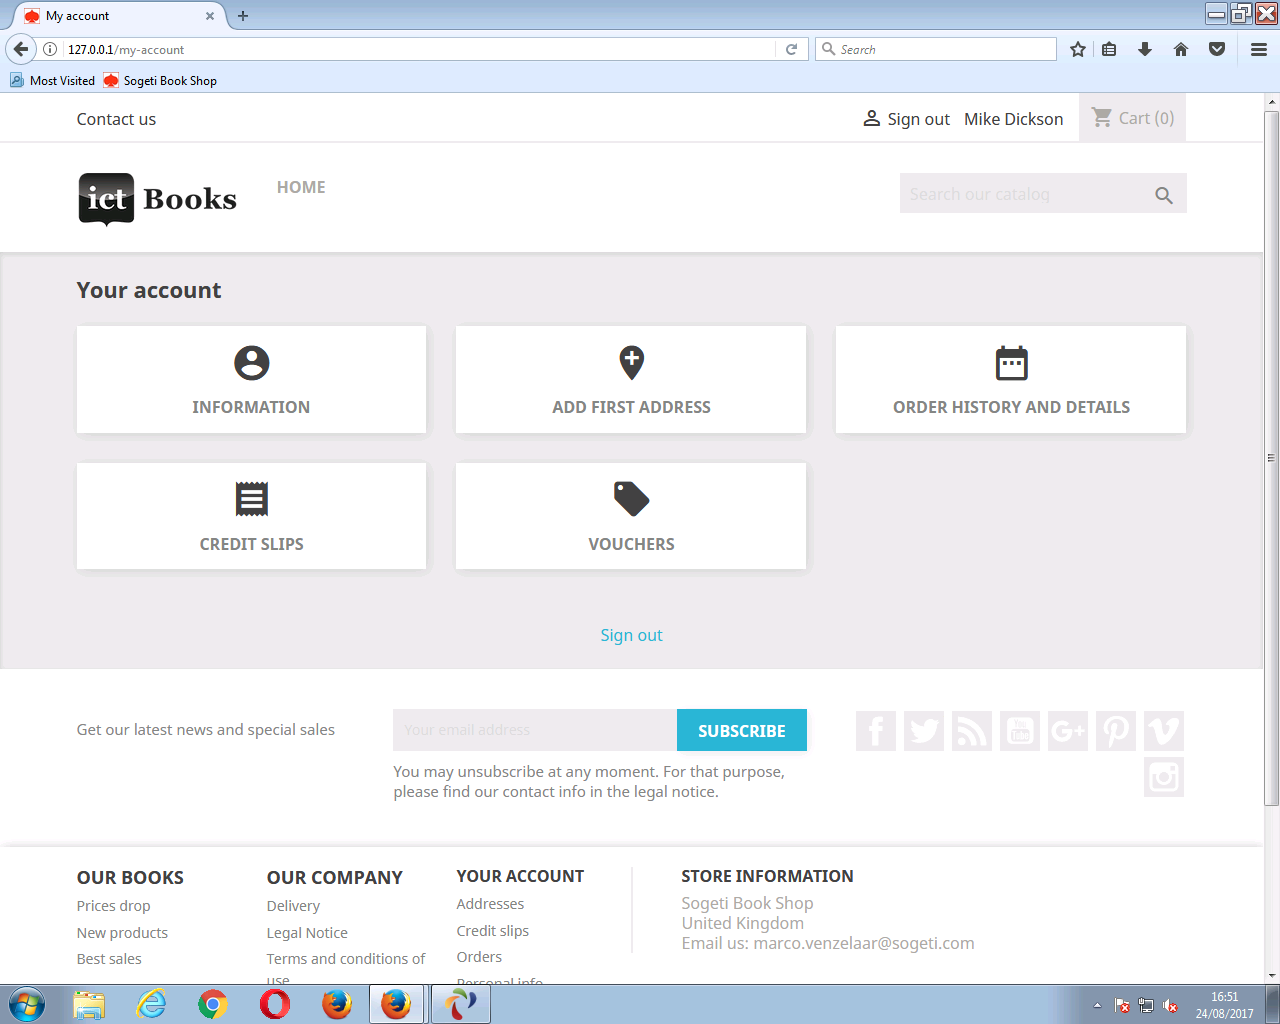 My account
127.0.0.1/my-account
Search
Most Visited
Sogeti Book Shop
Contact us
Sign out
Mike Dickson
Cart (0)
ict Books
HOME
Search our catalog
Your account
INFORMATION
ADD FIRST ADDRESS
ORDER HISTORY AND DETAILS
CREDIT SLIPS
VOUCHERS
Sign out
Get our latest news and special sales
Your email address
SUBSCRIBE
You may unsubscribe at any moment. For that purpose,
please find our contact info in the legal notice.
OUR BOOKS
Prices drop
New products
Best sales
OUR COMPANY
Delivery
Legal Notice
Terms and conditions of
use
YOUR ACCOUNT
Addresses
Credit slips
Orders
Personal info
STORE INFORMATION
Sogeti Book Shop
United Kingdom
Email us: marco.venzelaar@sogeti.com
16:51
24/08/2017